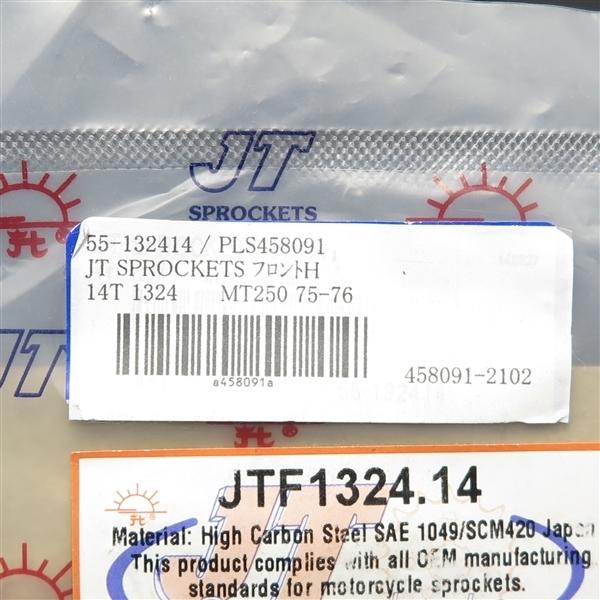 JT
SPROCKETS
55-132414 / PLS458091
JT SPROCKETS ﾌﾛﾝﾄH
14T 1324 MT250 75-76
a458091a
458091-2102
JT
JTF1324.14
Material: High Carbon Steel SAE 1049/SCM420 Japan
This product complies with all OEM manufacturing
standards for motorcycle sprockets.